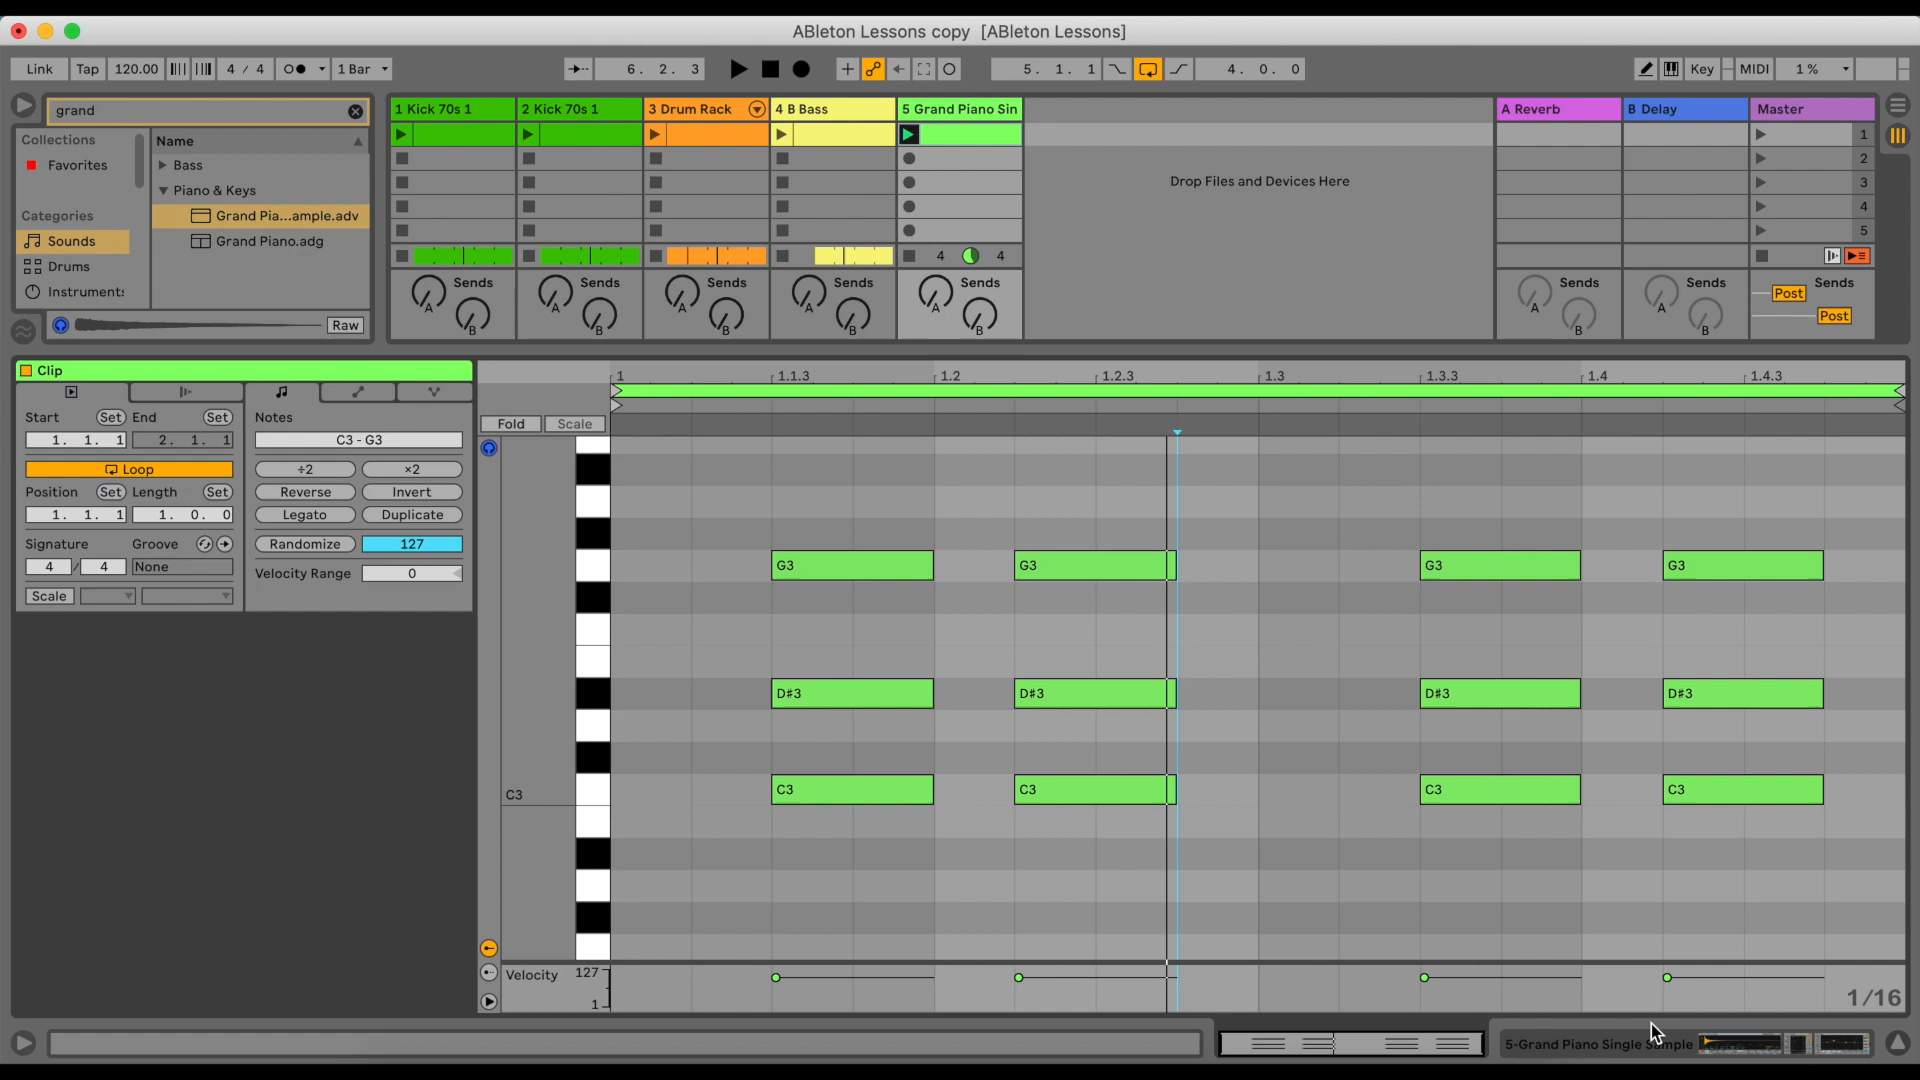 ABleton Lessons copy [ABleton Lessons]
Link Tap 120.00 4 / 4 1 Bar 6. 2. 3 5. 1. 1 4. 0. 0 Key MIDI 1 %
grand
Collections
Favorites
Categories
Sounds
Drums
Instruments
Name
Bass
Piano & Keys
Grand Pia...ample.adv
Grand Piano.adg
Raw
1 Kick 70s 1 2 Kick 70s 1 3 Drum Rack 4 B Bass 5 Grand Piano Sin A Reverb B Delay Master
1
2
Drop Files and Devices Here 3
4
5
4 4
Sends Sends Sends Sends Sends Sends Sends Post Sends
A A A A A A A Post
B B B B B B B
Clip
Start Set End Set
1. 1. 1 2. 1. 1
Loop
Position Set Length Set
1. 1. 1 1. 0. 0
Signature Groove
4 / 4 None
Scale
Notes
C3 - G3
÷2 ×2
Reverse Invert
Legato Duplicate
Randomize 127
Velocity Range 0
1 1.1.3 1.2 1.2.3 1.3 1.3.3 1.4 1.4.3
Fold Scale
G3 G3 G3 G3
D♯3 D♯3 D♯3 D♯3
C3 C3 C3 C3
C3
Velocity 127
1
1/16
5-Grand Piano Single